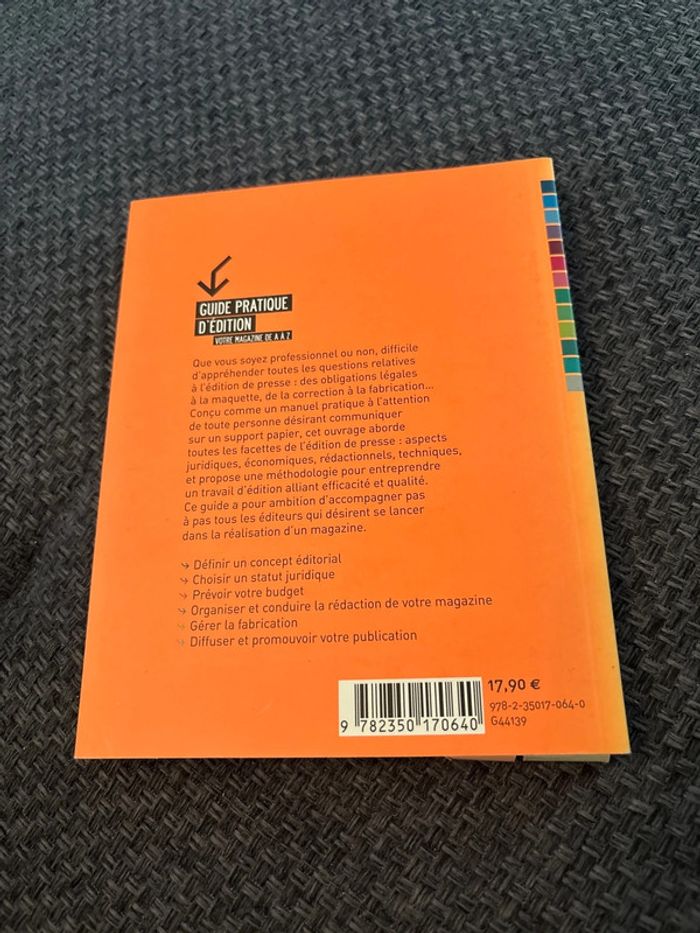 GUIDE PRATIQUE
D'ÉDITION
VOTRE MAGAZINE DE A A Z
Que vous soyez professionnel ou non, difficile
d'appréhender toutes les questions relatives
à l'édition de presse : des obligations légales
à la maquette, de la correction à la fabrication...
Conçu comme un manuel pratique à l'attention
de toute personne désirant communiquer
sur un support papier, cet ouvrage aborde
toutes les facettes de l'édition de presse : aspects
juridiques, économiques, rédactionnels, techniques,
et propose une méthodologie pour entreprendre
un travail d'édition alliant efficacité et qualité.
Ce guide a pour ambition d'accompagner pas
à pas tous les éditeurs qui désirent se lancer
dans la réalisation d'un magazine.
↪ Définir un concept éditorial
↪ Choisir un statut juridique
↪ Prévoir votre budget
↪ Organiser et conduire la rédaction de votre magazine
↪ Gérer la fabrication
↪ Diffuser et promouvoir votre publication
17,90 €
978-2-35017-064-0
G44139
9 782350 170640